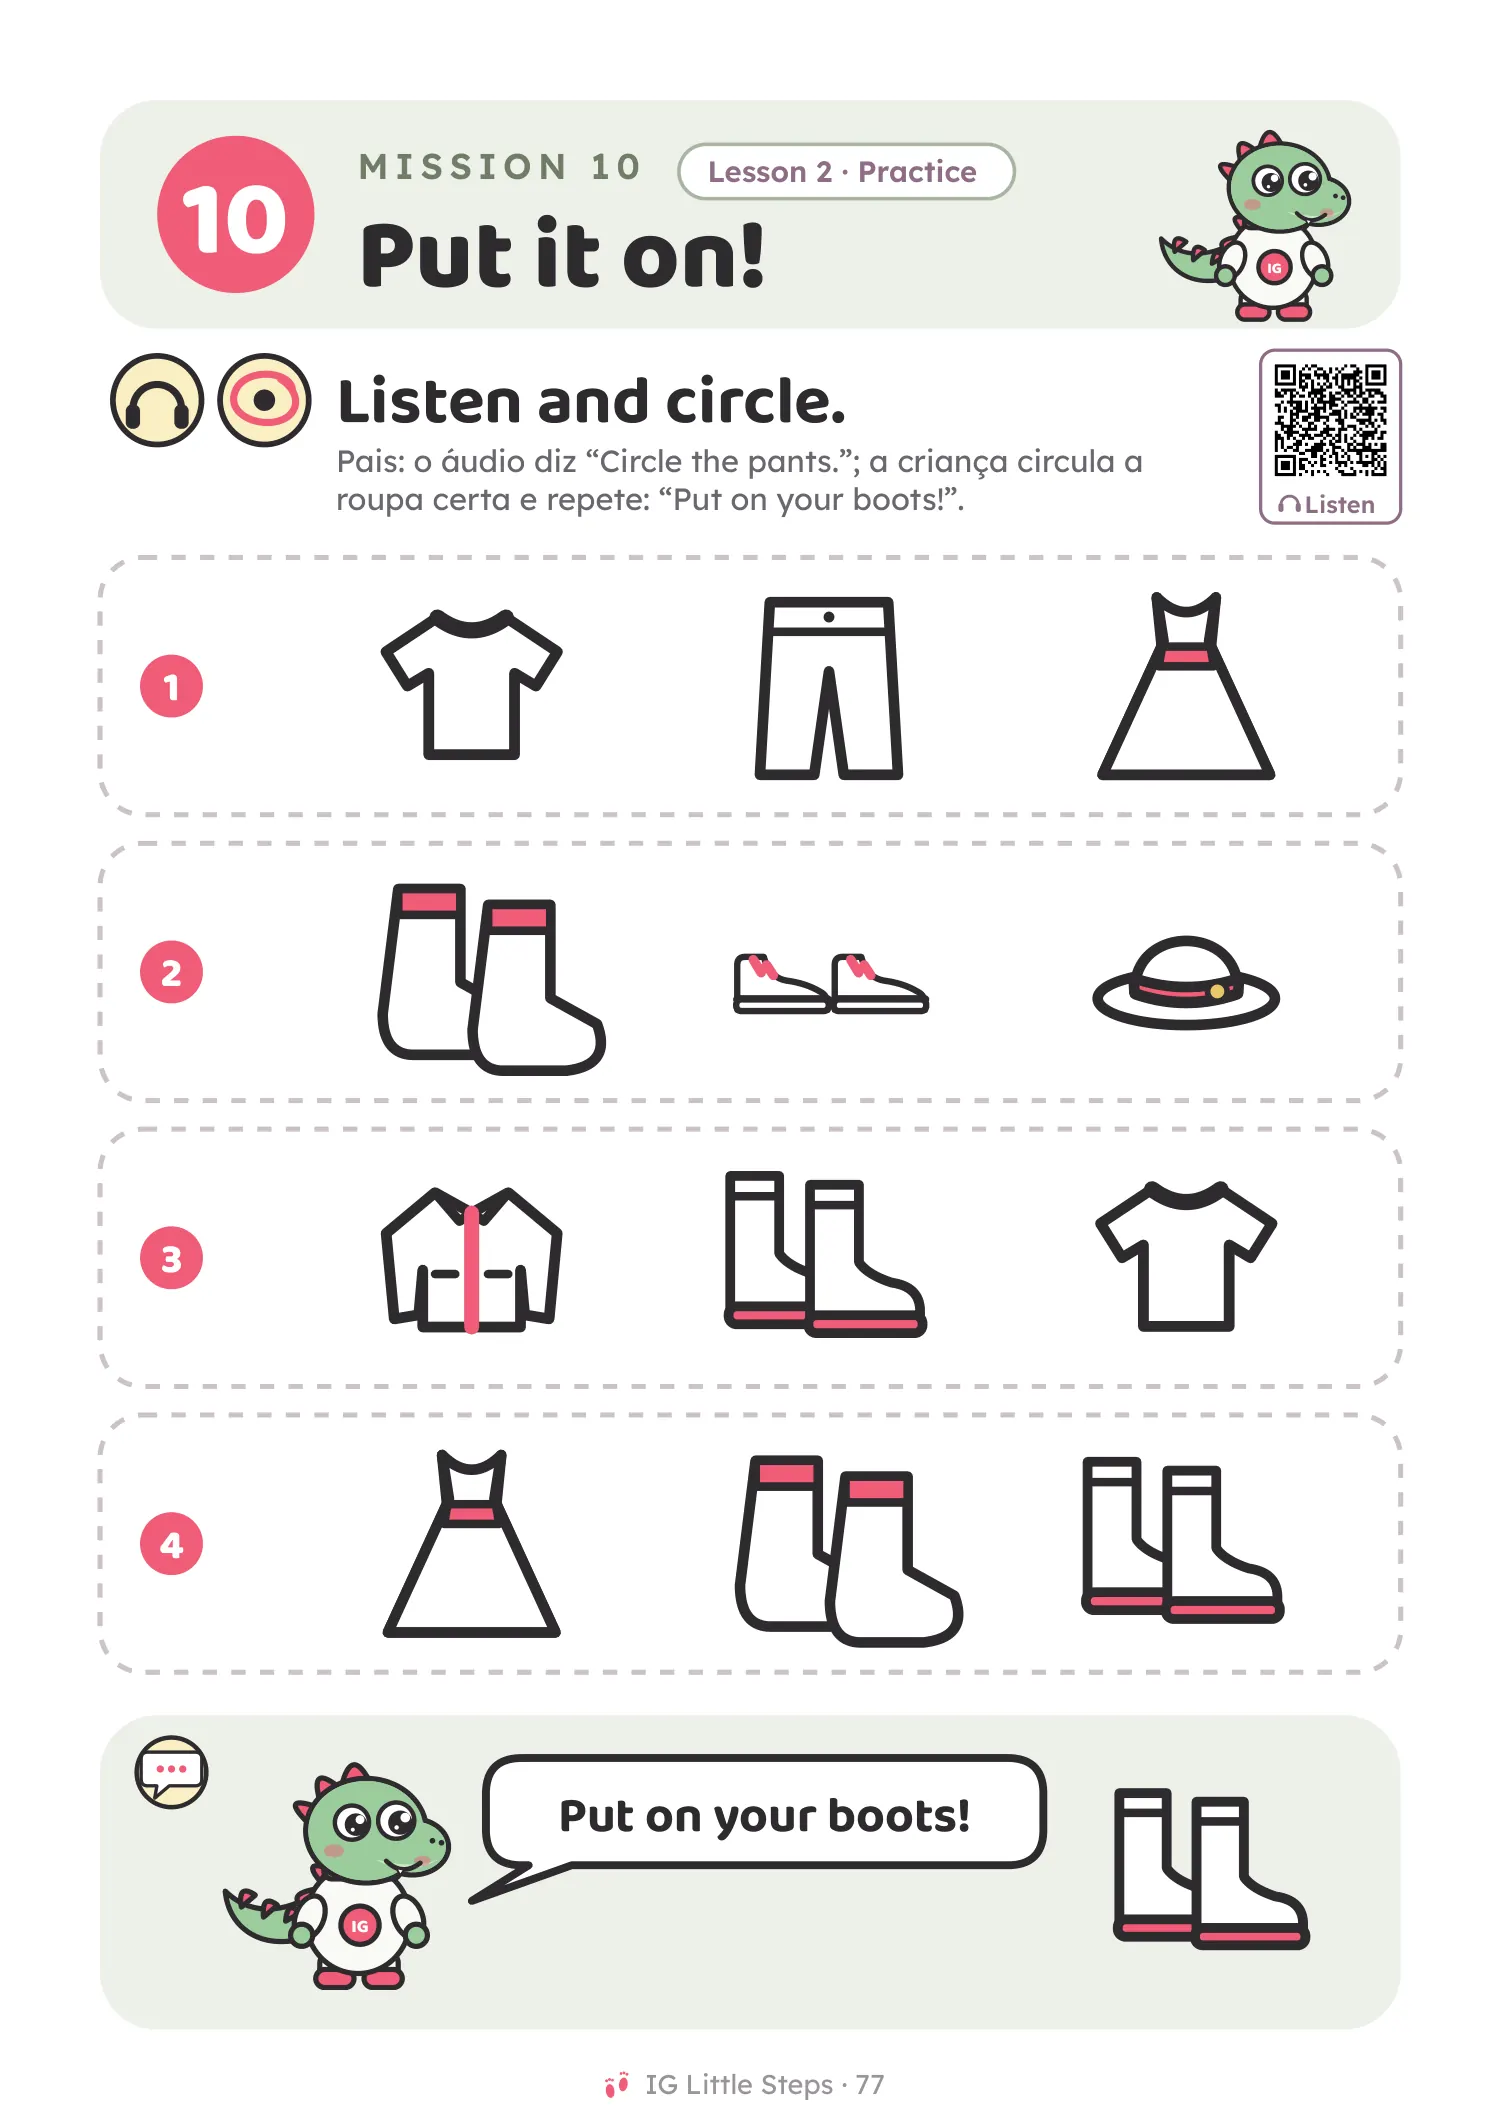 10
MISSION 10
Lesson 2 · Practice
Put it on!
IG
Listen and circle.
Pais: o áudio diz “Circle the pants.”; a criança circula a
roupa certa e repete: “Put on your boots!”.
Listen
1
2
3
4
Put on your boots!
IG
IG Little Steps · 77